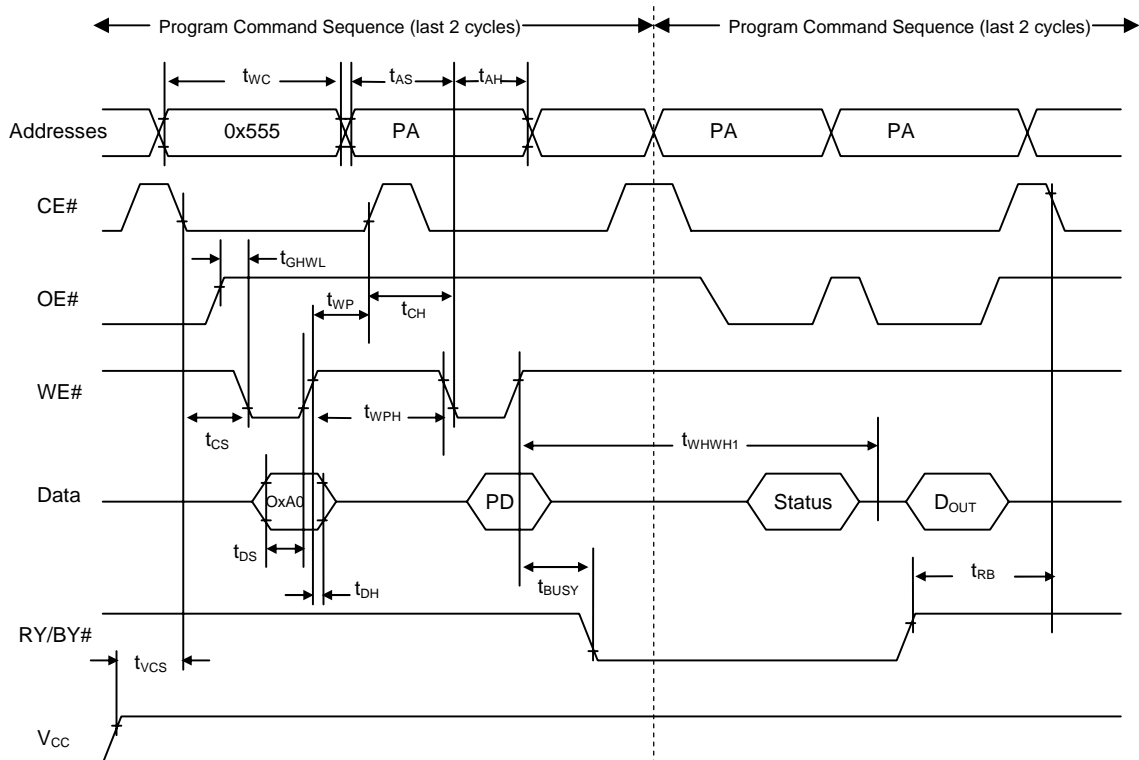 Program Command Sequence (last 2 cycles) Program Command Sequence (last 2 cycles)
tWC tAS tAH
Addresses 0x555 PA PA PA
CE#
tGHWL
OE#
tWP tCH
WE#
tCS tWPH tWHWH1
Data OxA0 PD Status DOUT
tDS tDH tBUSY tRB
RY/BY#
tVCS
VCC